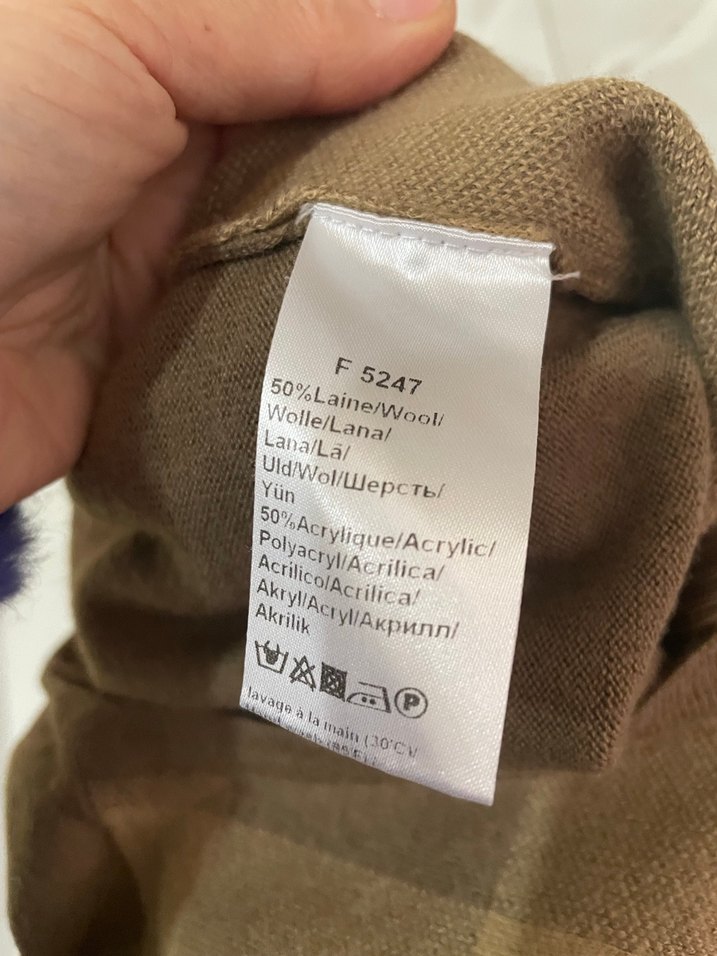 F 5247
50%Laine/Wool/
Wolle/Lana/
Lana/Lã/
Uld/Wol/Шерсть/
Yün
50%Acrylique/Acrylic/
Polyacryl/Acrilica/
Acrilico/Acrílica/
Akryl/Acryl/Акрилл/
Akrilik
P
lavage à la main (30°C)/